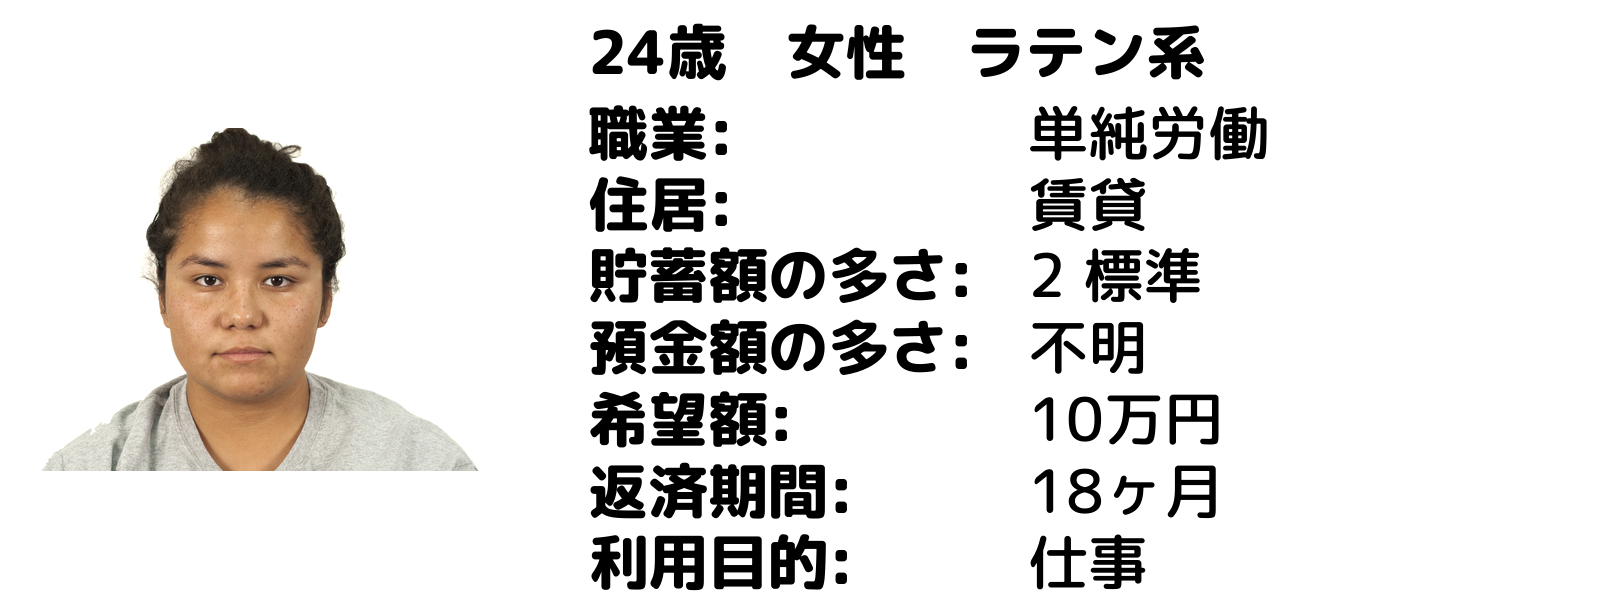 24歳　女性　ラテン系
職業: 単純労働
住居: 賃貸
貯蓄額の多さ: 2 標準
預金額の多さ: 不明
希望額: 10万円
返済期間: 18ヶ月
利用目的: 仕事